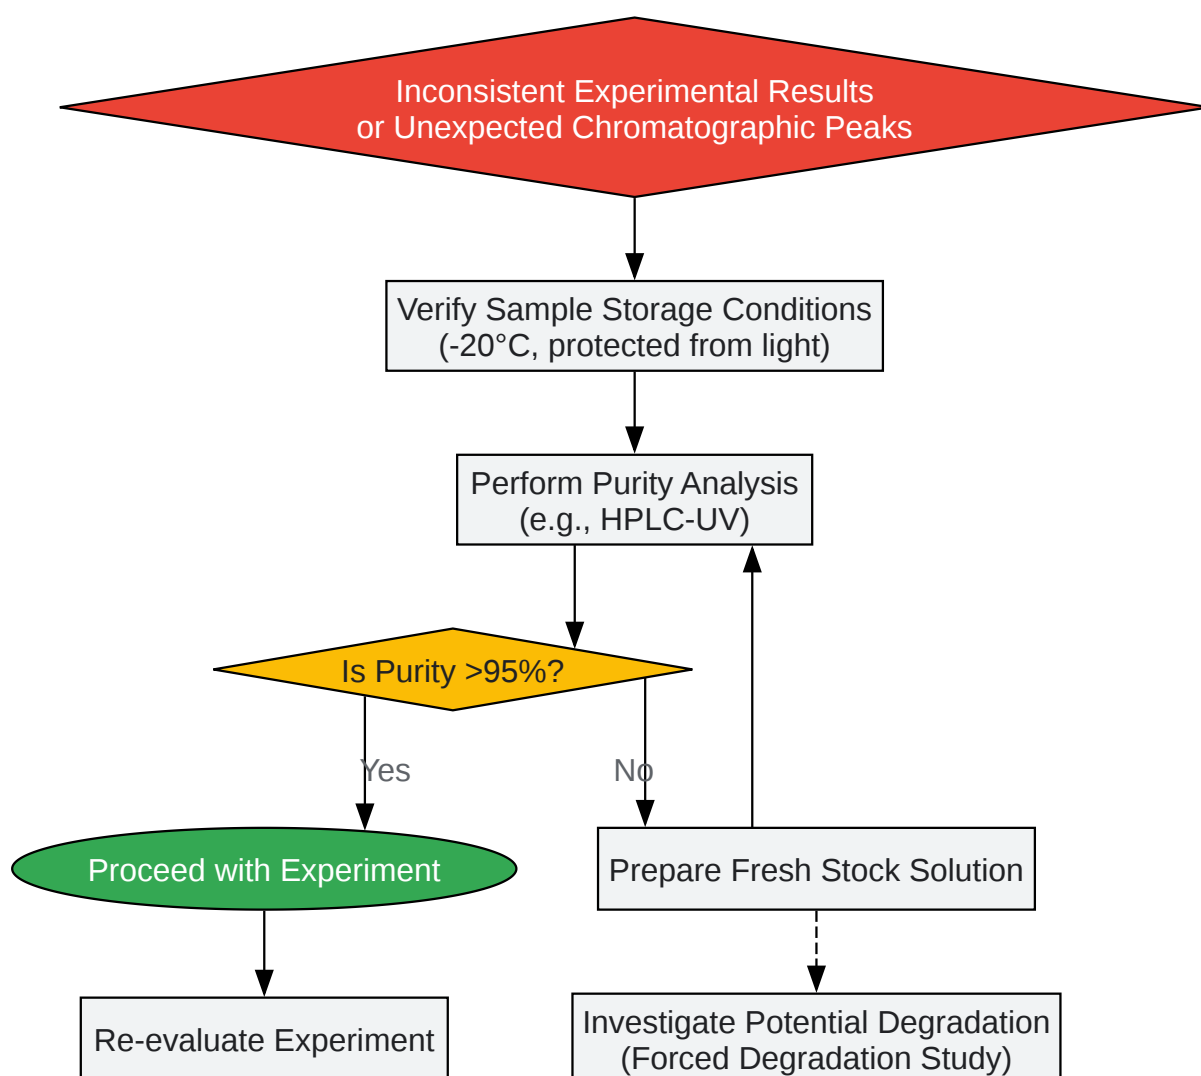 Inconsistent Experimental Results
or Unexpected Chromatographic Peaks
Verify Sample Storage Conditions
(-20°C, protected from light)
Perform Purity Analysis
(e.g., HPLC-UV)
Is Purity >95%?
Yes
No
Proceed with Experiment
Prepare Fresh Stock Solution
Re-evaluate Experiment
Investigate Potential Degradation
(Forced Degradation Study)